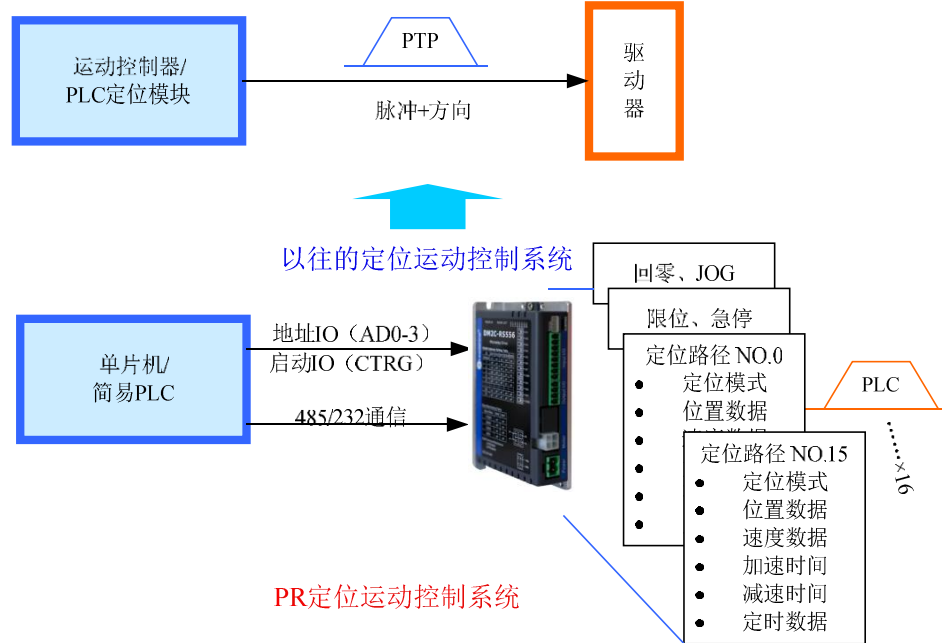 运动控制器/
PLC定位模块
PTP
脉冲+方向
驱
动
器
以往的定位运动控制系统
单片机/
简易PLC
地址IO（AD0-3）
启动IO（CTRG）
485/232通信
DM2C-RS556
回零、JOG
限位、急停
定位路径 NO.0
● 定位模式
● 位置数据
●
●
●
●
定位路径 NO.15
● 定位模式
● 位置数据
● 速度数据
● 加速时间
● 减速时间
● 定时数据
PLC
······×16
PR定位运动控制系统